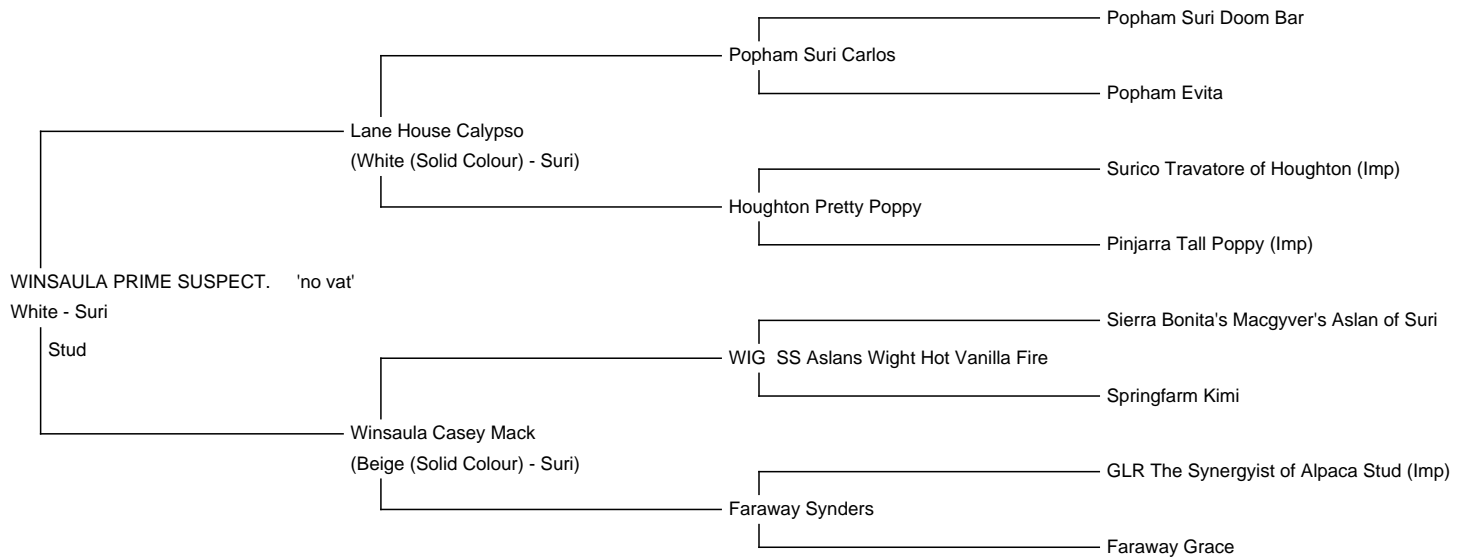 Popham Suri Doom Bar
Popham Suri Carlos
Popham Evita
Lane House Calypso
(White (Solid Colour) - Suri)
Surico Travatore of Houghton (Imp)
Houghton Pretty Poppy
Pinjarra Tall Poppy (Imp)
WINSAULA PRIME SUSPECT. 'no vat'
White - Suri
Stud
Sierra Bonita's Macgyver's Aslan of Suri
WIG SS Aslans Wight Hot Vanilla Fire
Springfarm Kimi
Winsaula Casey Mack
(Beige (Solid Colour) - Suri)
GLR The Synergyist of Alpaca Stud (Imp)
Faraway Synders
Faraway Grace